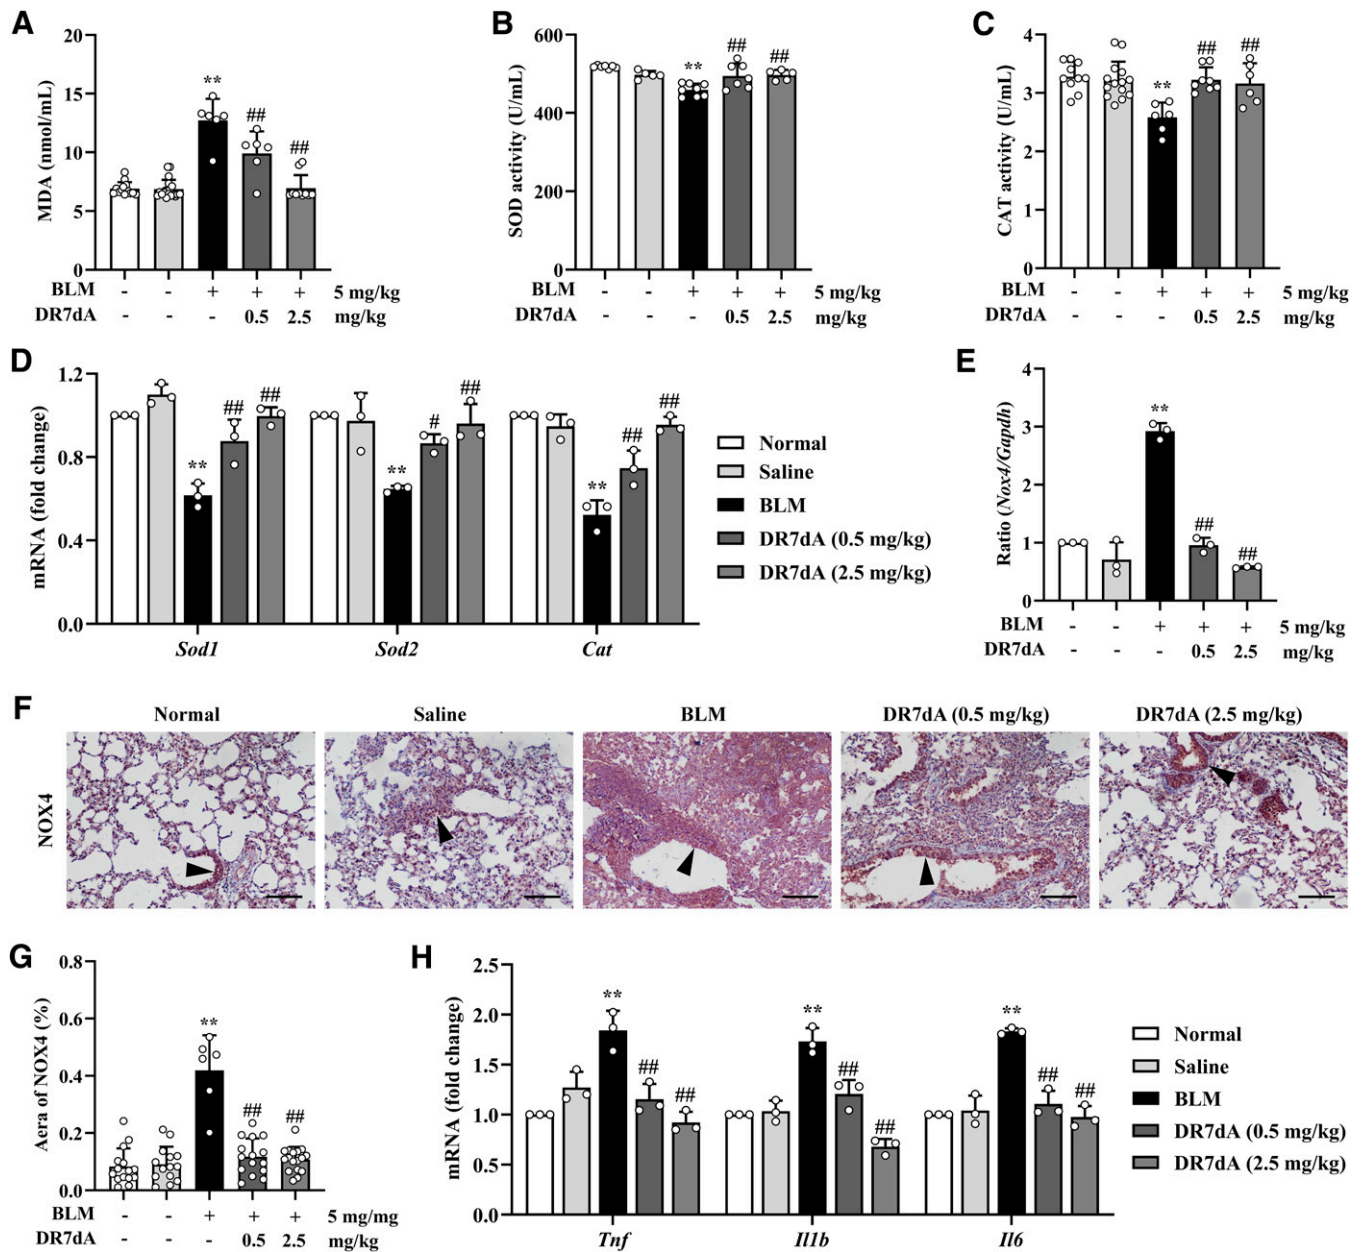 A
MDA (nmol/mL)
20
15
10
5
0
**
##
##
BLM - - + + + 5 mg/kg
DR7dA - - - 0.5 2.5 mg/kg
B
SOD activity (U/mL)
600
400
200
0
**
##
##
BLM - - + + + 5 mg/kg
DR7dA - - - 0.5 2.5 mg/kg
C
CAT activity (U/mL)
4
3
2
1
0
**
##
##
BLM - - + + + 5 mg/kg
DR7dA - - - 0.5 2.5 mg/kg
D
mRNA (fold change)
1.2
0.8
0.4
0.0
** ## ##
** # ##
** ## ##
Sod1 Sod2 Cat
Normal
Saline
BLM
DR7dA (0.5 mg/kg)
DR7dA (2.5 mg/kg)
E
Ratio (Nox4/Gapdh)
4
3
2
1
0
**
##
##
BLM - - + + + 5 mg/kg
DR7dA - - - 0.5 2.5 mg/kg
F
Normal Saline BLM DR7dA (0.5 mg/kg) DR7dA (2.5 mg/kg)
NOX4
G
Aera of NOX4 (%)
0.8
0.6
0.4
0.2
0.0
**
##
##
BLM - - + + + 5 mg/mg
DR7dA - - - 0.5 2.5 mg/kg
H
mRNA (fold change)
2.5
2.0
1.5
1.0
0.5
0.0
** ## ##
** ## ##
** ## ##
Tnf Il1b Il6
Normal
Saline
BLM
DR7dA (0.5 mg/kg)
DR7dA (2.5 mg/kg)